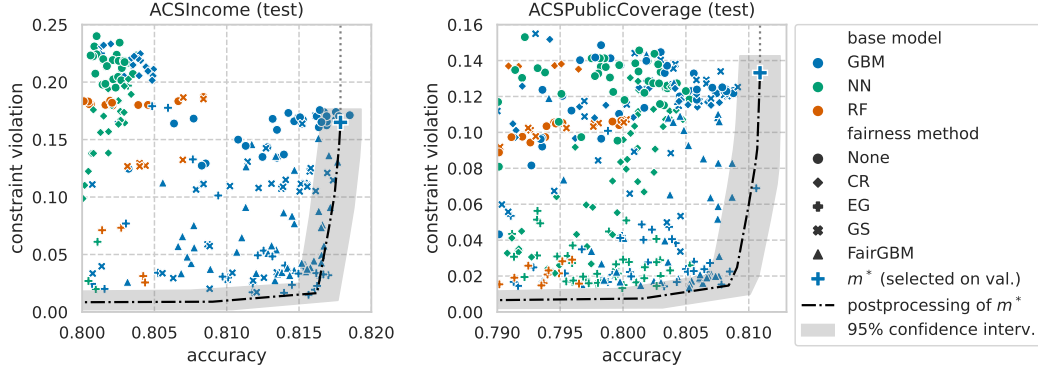 ACSIncome (test)
constraint violation
0.25
0.20
0.15
0.10
0.05
0.00
0.800
0.805
0.810
0.815
0.820
accuracy
ACSPublicCoverage (test)
constraint violation
0.16
0.14
0.12
0.10
0.08
0.06
0.04
0.02
0.00
0.790
0.795
0.800
0.805
0.810
accuracy
base model
GBM
NN
RF
fairness method
None
CR
EG
GS
FairGBM
m* (selected on val.)
postprocessing of m*
95% confidence interv.